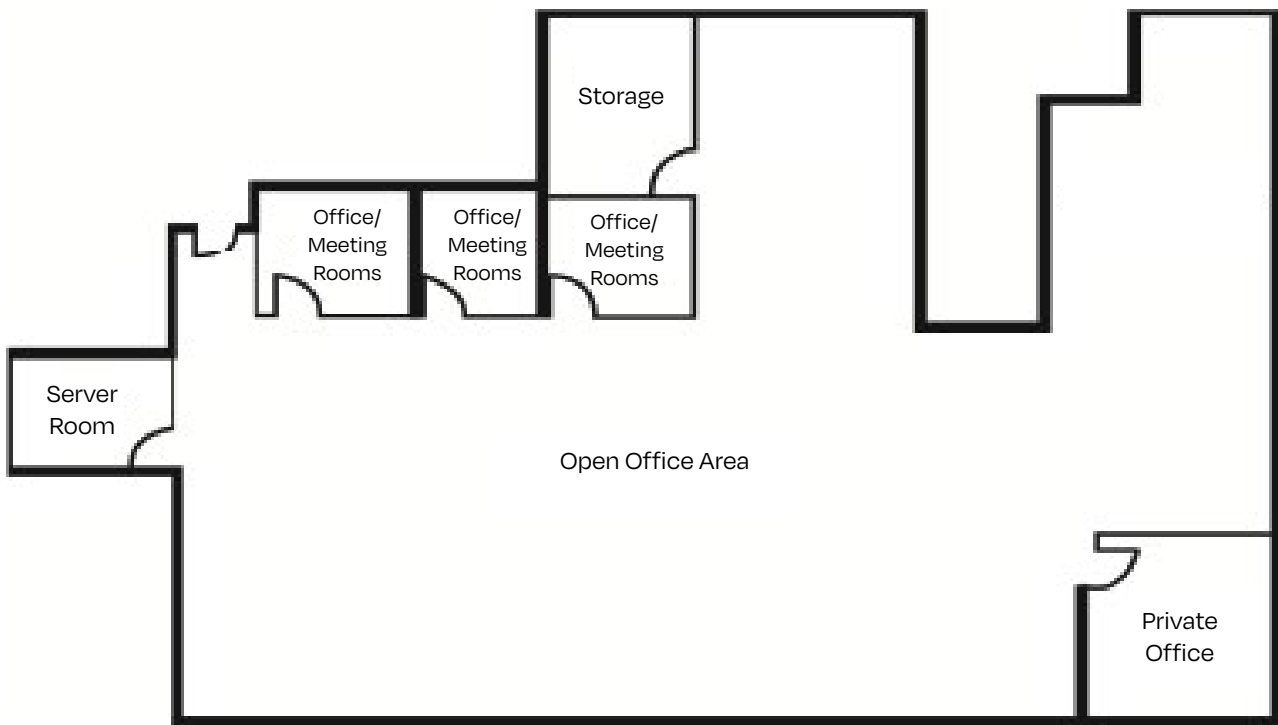 Storage
Office/
Meeting
Rooms
Office/
Meeting
Rooms
Office/
Meeting
Rooms
Server
Room
Open Office Area
Private
Office